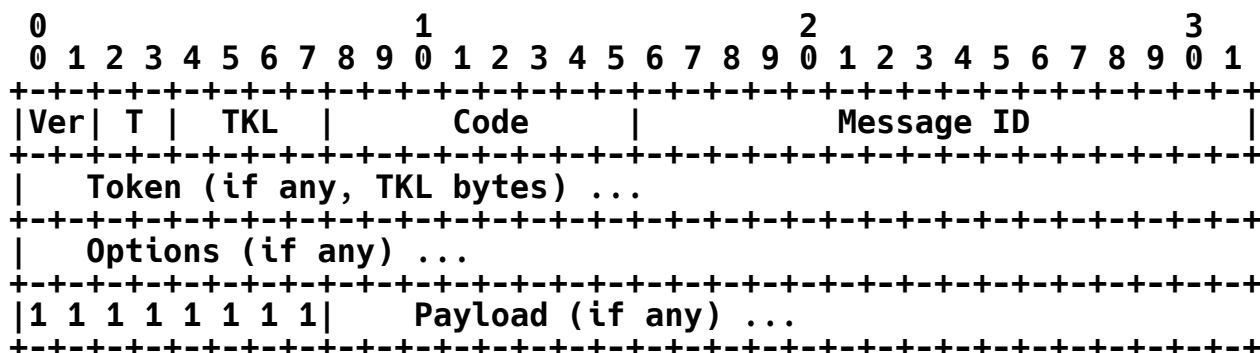 0                   1                   2                   3
 0 1 2 3 4 5 6 7 8 9 0 1 2 3 4 5 6 7 8 9 0 1 2 3 4 5 6 7 8 9 0 1
+-+-+-+-+-+-+-+-+-+-+-+-+-+-+-+-+-+-+-+-+-+-+-+-+-+-+-+-+-+-+-+-+
|Ver| T |  TKL  |      Code     |          Message ID           |
+-+-+-+-+-+-+-+-+-+-+-+-+-+-+-+-+-+-+-+-+-+-+-+-+-+-+-+-+-+-+-+-+
|   Token (if any, TKL bytes) ...
+-+-+-+-+-+-+-+-+-+-+-+-+-+-+-+-+-+-+-+-+-+-+-+-+-+-+-+-+-+-+-+-+
|   Options (if any) ...
+-+-+-+-+-+-+-+-+-+-+-+-+-+-+-+-+-+-+-+-+-+-+-+-+-+-+-+-+-+-+-+-+
|1 1 1 1 1 1 1 1|    Payload (if any) ...
+-+-+-+-+-+-+-+-+-+-+-+-+-+-+-+-+-+-+-+-+-+-+-+-+-+-+-+-+-+-+-+-+